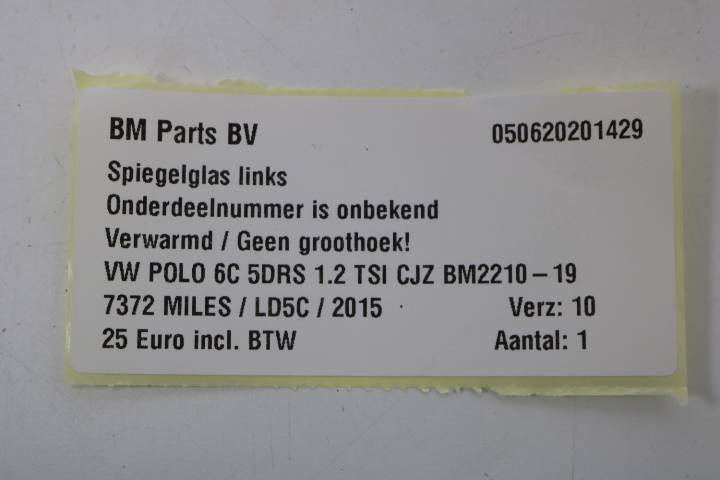 BM Parts BV 050620201429
Spiegelglas links
Onderdeelnummer is onbekend
Verwarmd / Geen groothoek!
VW POLO 6C 5DRS 1.2 TSI CJZ BM2210-19
7372 MILES / LD5C / 2015 Verz: 10
25 Euro incl. BTW Aantal: 1